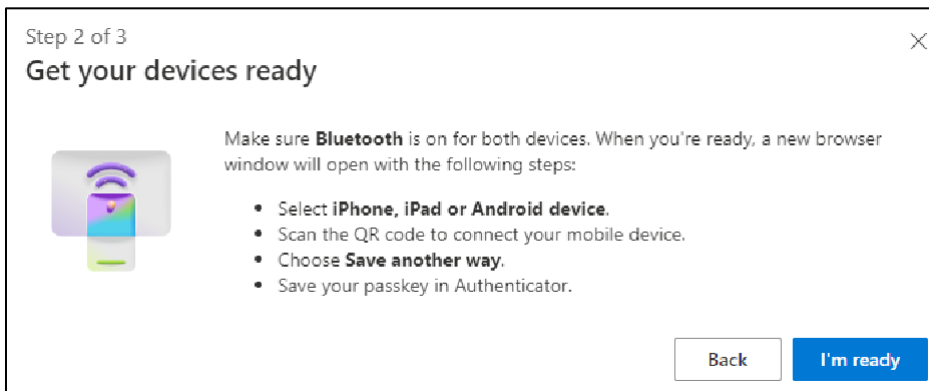 Step 2 of 3
Get your devices ready
Make sure Bluetooth is on for both devices. When you're ready, a new browser
window will open with the following steps:
• Select iPhone, iPad or Android device.
• Scan the QR code to connect your mobile device.
• Choose Save another way.
• Save your passkey in Authenticator.
Back
I'm ready